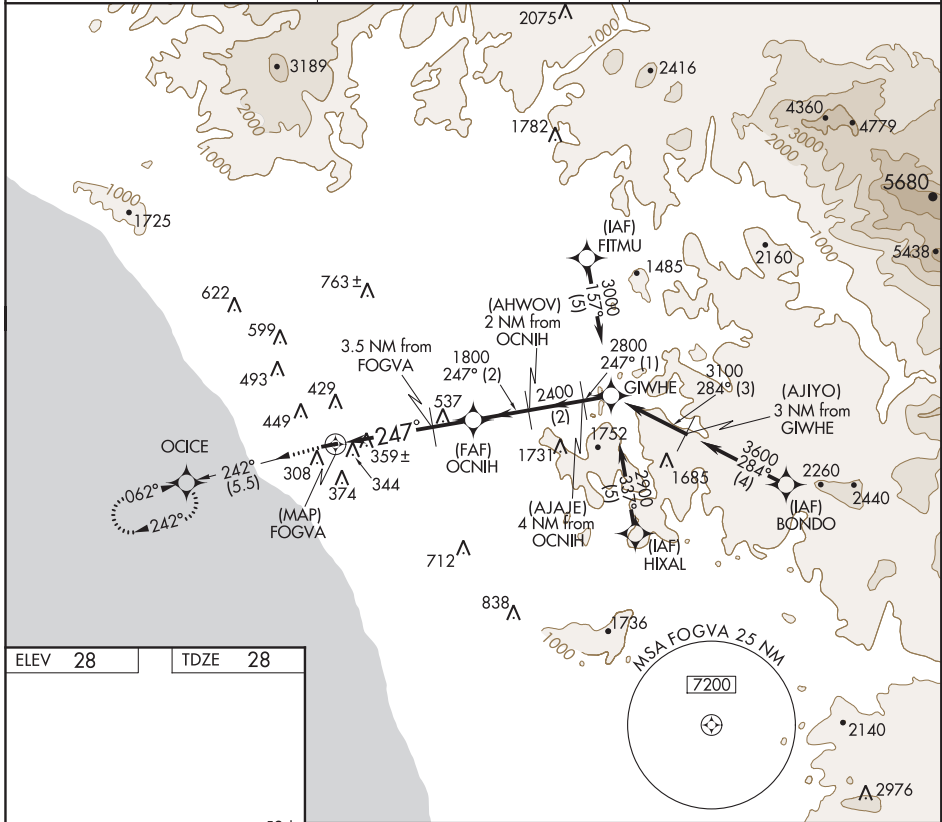 2075
1000
3189
2416
2000
1000
4360
4779
3000
2000
1782
1000
5680
1000
1725
(IAF)
FITMU
5438
2160
1485
763±
622
3000
157°
(5)
(AHWOV)
2 NM from
OCNIH
599
3.5 NM from
FOGVA
1800
247° (2)
2800
247° (1)
3100
284° (3)
493
429
2400
(2)
GIWHE
(AJIYO)
3 NM from
GIWHE
449
537
247°
(FAF)
OCNIH
OCICE
359±
1731
1752
3600
284°
(4)
242°
(5.5)
308
344
374
1685
2260
2440
062°
242°
(MAP)
FOGVA
2900
337°
(5)
(AJAJE)
4 NM from
OCNIH
(IAF)
BONDO
(IAF)
HIXAL
712
838
1736
1000
MSA FOGVA 25 NM
7200
ELEV 28
TDZE 28
2140
2976